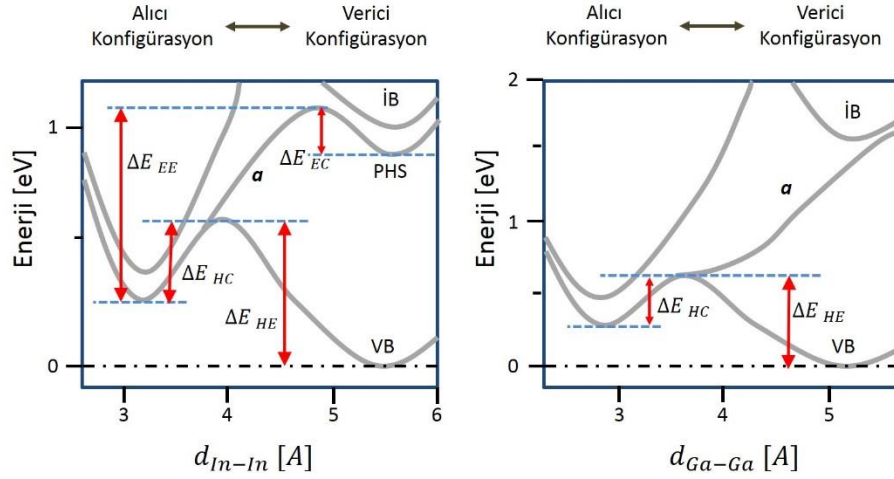 Alıcı
Konfigürasyon
Verici
Konfigürasyon
Alıcı
Konfigürasyon
Verici
Konfigürasyon
Enerji [eV]
1
0
ΔE EE
ΔE HC
ΔE HE
ΔE EC
a
İB
PHS
VB
3
4
5
6
d In−In [A]
Enerji [eV]
2
1
0
ΔE HC
ΔE HE
a
İB
VB
3
4
5
d Ga−Ga [A]